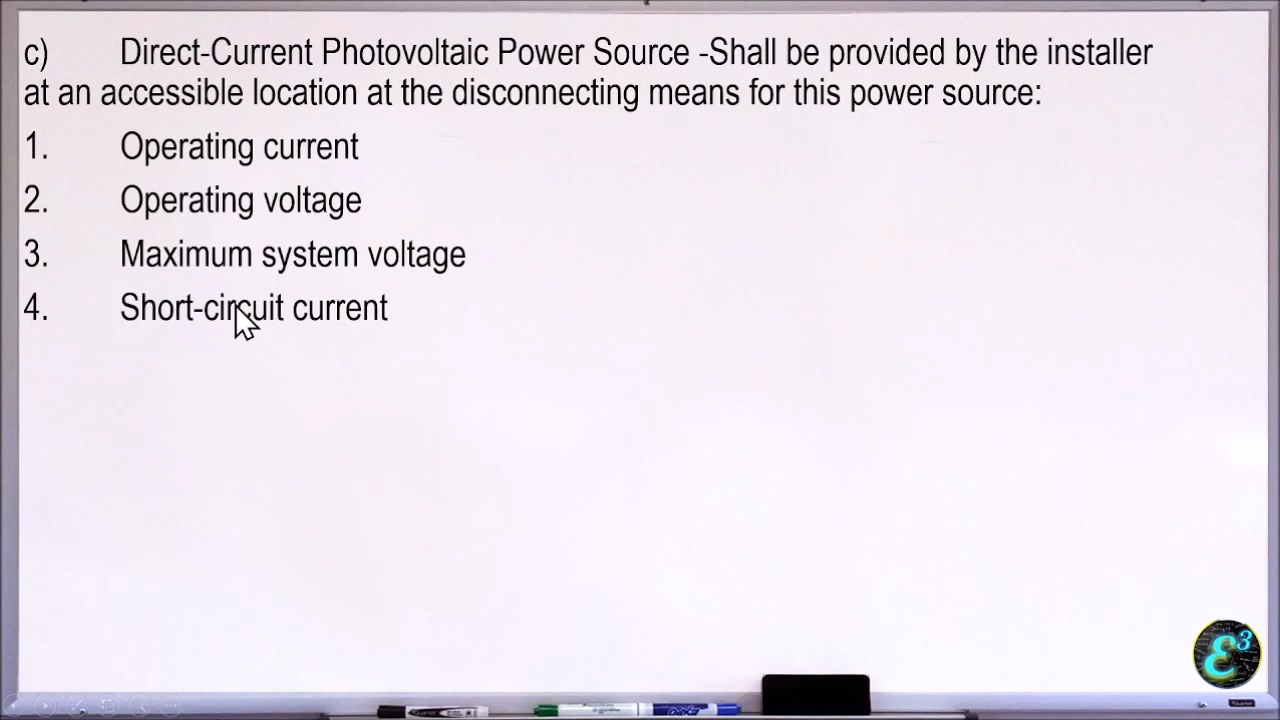 c) Direct-Current Photovoltaic Power Source -Shall be provided by the installer
at an accessible location at the disconnecting means for this power source:
1. Operating current
2. Operating voltage
3. Maximum system voltage
4. Short-circuit current
ε3